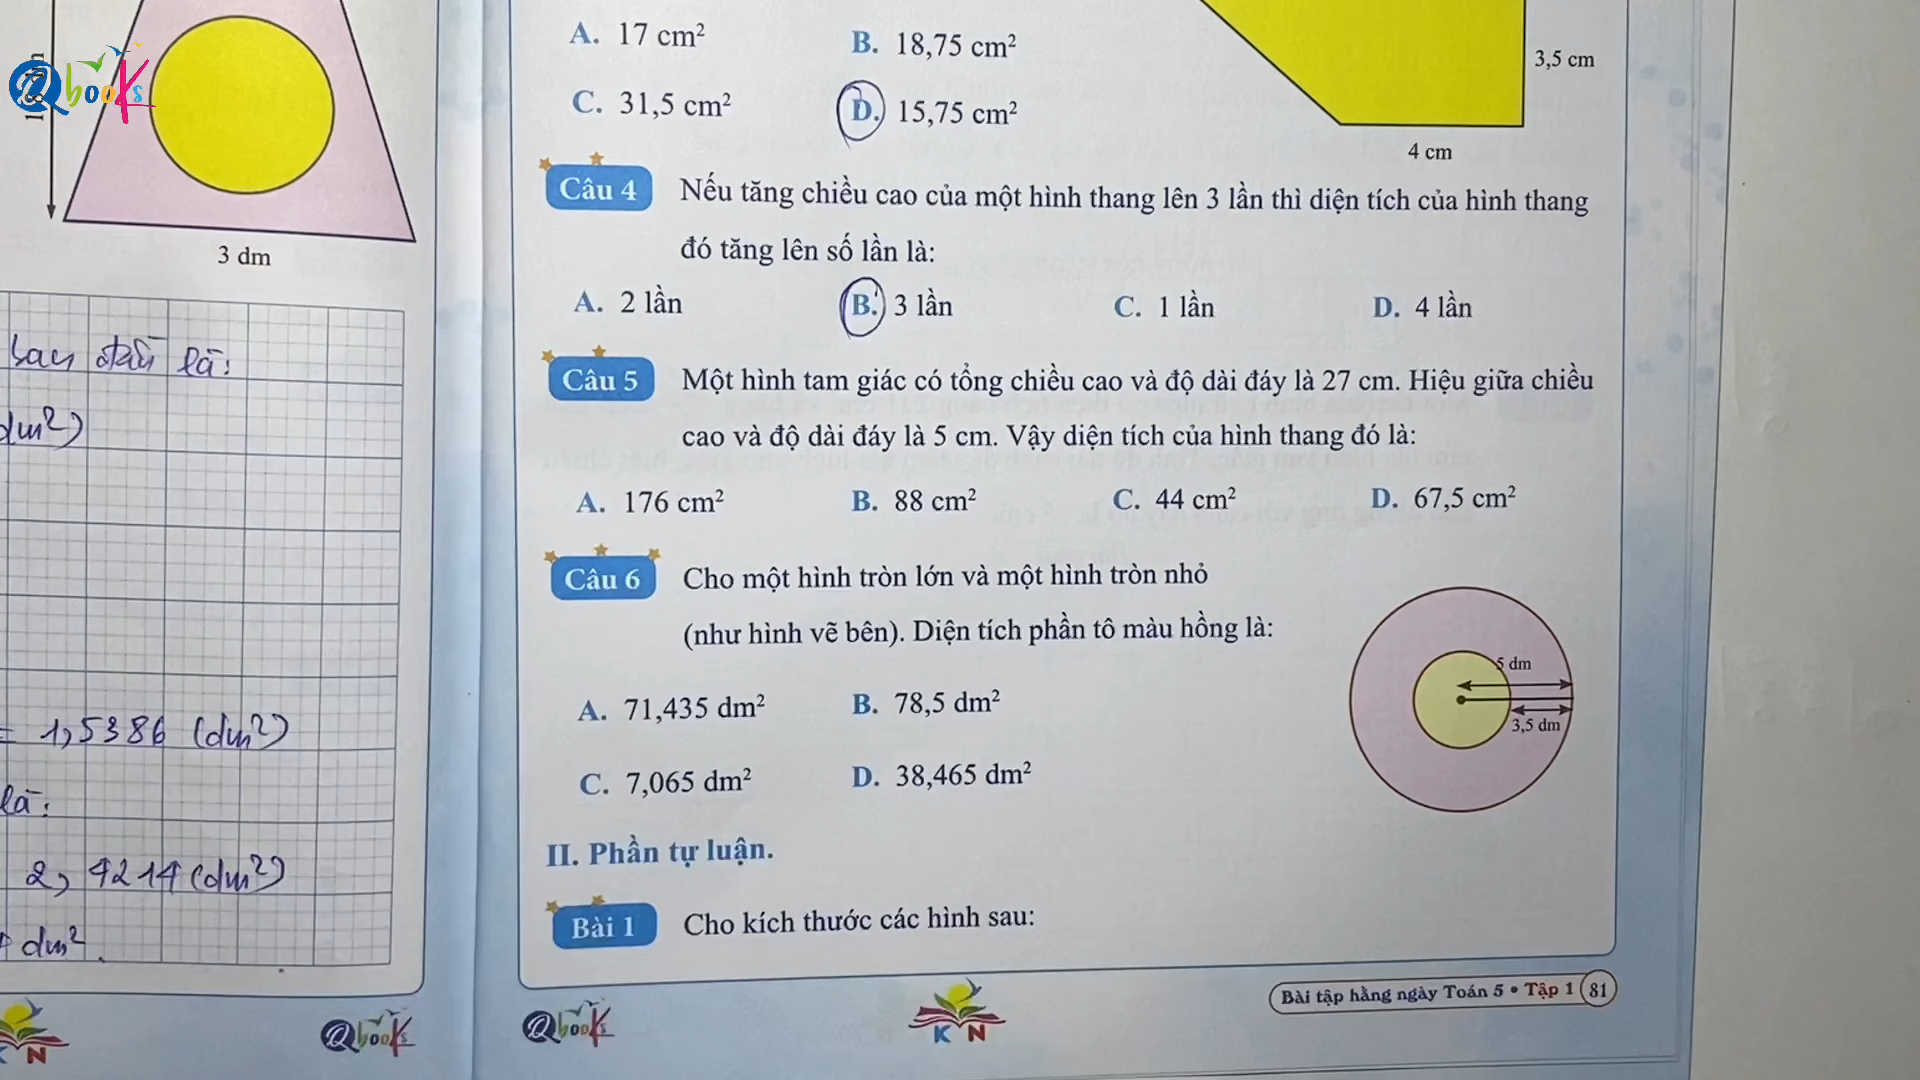 Qbooks
3 dm
ban đầu là:
dm²)
= 1,5386 (dm²)
là:
2,4214 (dm²)
dm².
N
Qbooks
A. 17 cm²
B. 18,75 cm²
C. 31,5 cm²
D. 15,75 cm²
3,5 cm
4 cm
Câu 4 Nếu tăng chiều cao của một hình thang lên 3 lần thì diện tích của hình thang
đó tăng lên số lần là:
A. 2 lần B. 3 lần C. 1 lần D. 4 lần
Câu 5 Một hình tam giác có tổng chiều cao và độ dài đáy là 27 cm. Hiệu giữa chiều
cao và độ dài đáy là 5 cm. Vậy diện tích của hình thang đó là:
A. 176 cm² B. 88 cm² C. 44 cm² D. 67,5 cm²
Câu 6 Cho một hình tròn lớn và một hình tròn nhỏ
(như hình vẽ bên). Diện tích phần tô màu hồng là:
A. 71,435 dm² B. 78,5 dm²
C. 7,065 dm² D. 38,465 dm²
5 dm
3,5 dm
II. Phần tự luận.
Bài 1 Cho kích thước các hình sau:
Qbooks
K N
Bài tập hằng ngày Toán 5 • Tập 1 81